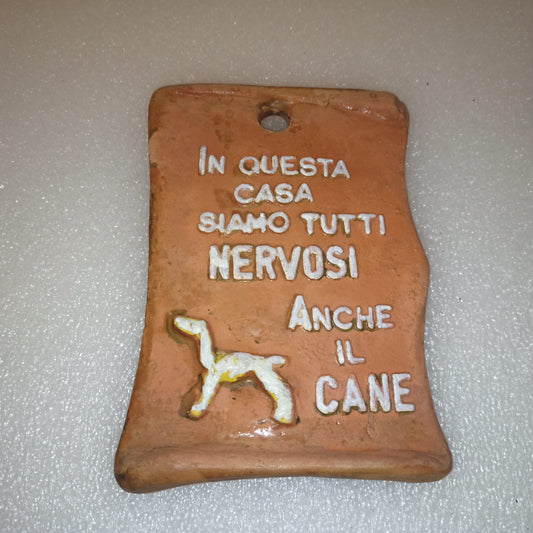 In questa
casa
siamo tutti
NERVOSI
Anche
il
CANE